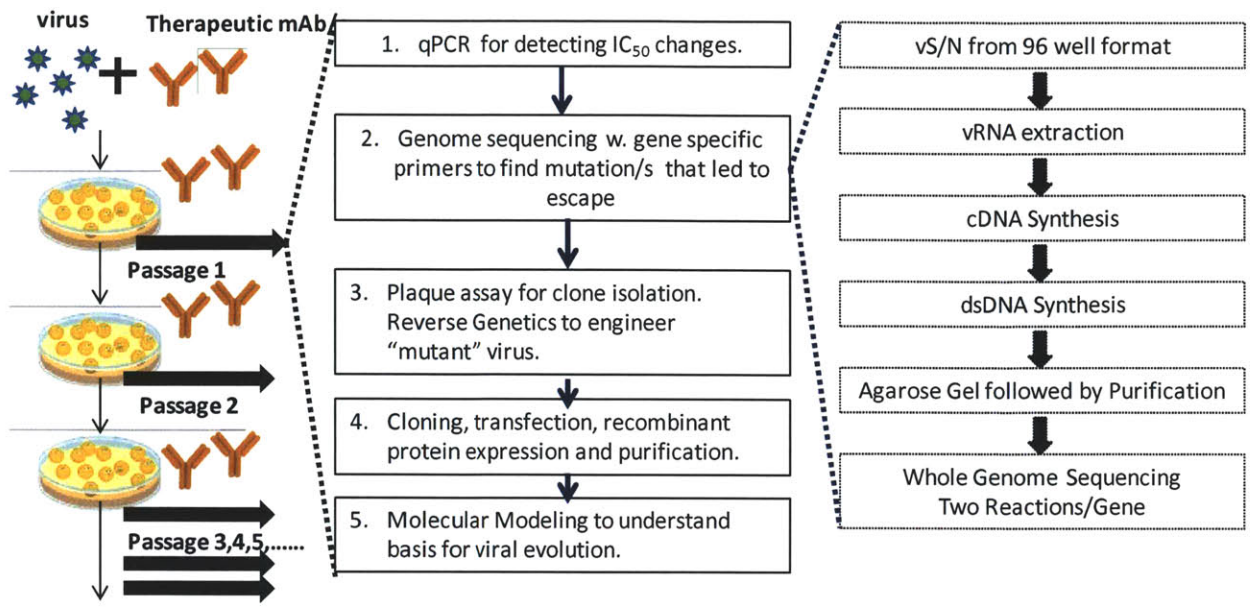 virus
Therapeutic mAb
+
Passage 1
Passage 2
Passage 3,4,5,......
1. qPCR for detecting IC50 changes.
2. Genome sequencing w. gene specific
primers to find mutation/s that led to
escape
3. Plaque assay for clone isolation.
Reverse Genetics to engineer
“mutant” virus.
4. Cloning, transfection, recombinant
protein expression and purification.
5. Molecular Modeling to understand
basis for viral evolution.
vS/N from 96 well format
vRNA extraction
cDNA Synthesis
dsDNA Synthesis
Agarose Gel followed by Purification
Whole Genome Sequencing
Two Reactions/Gene